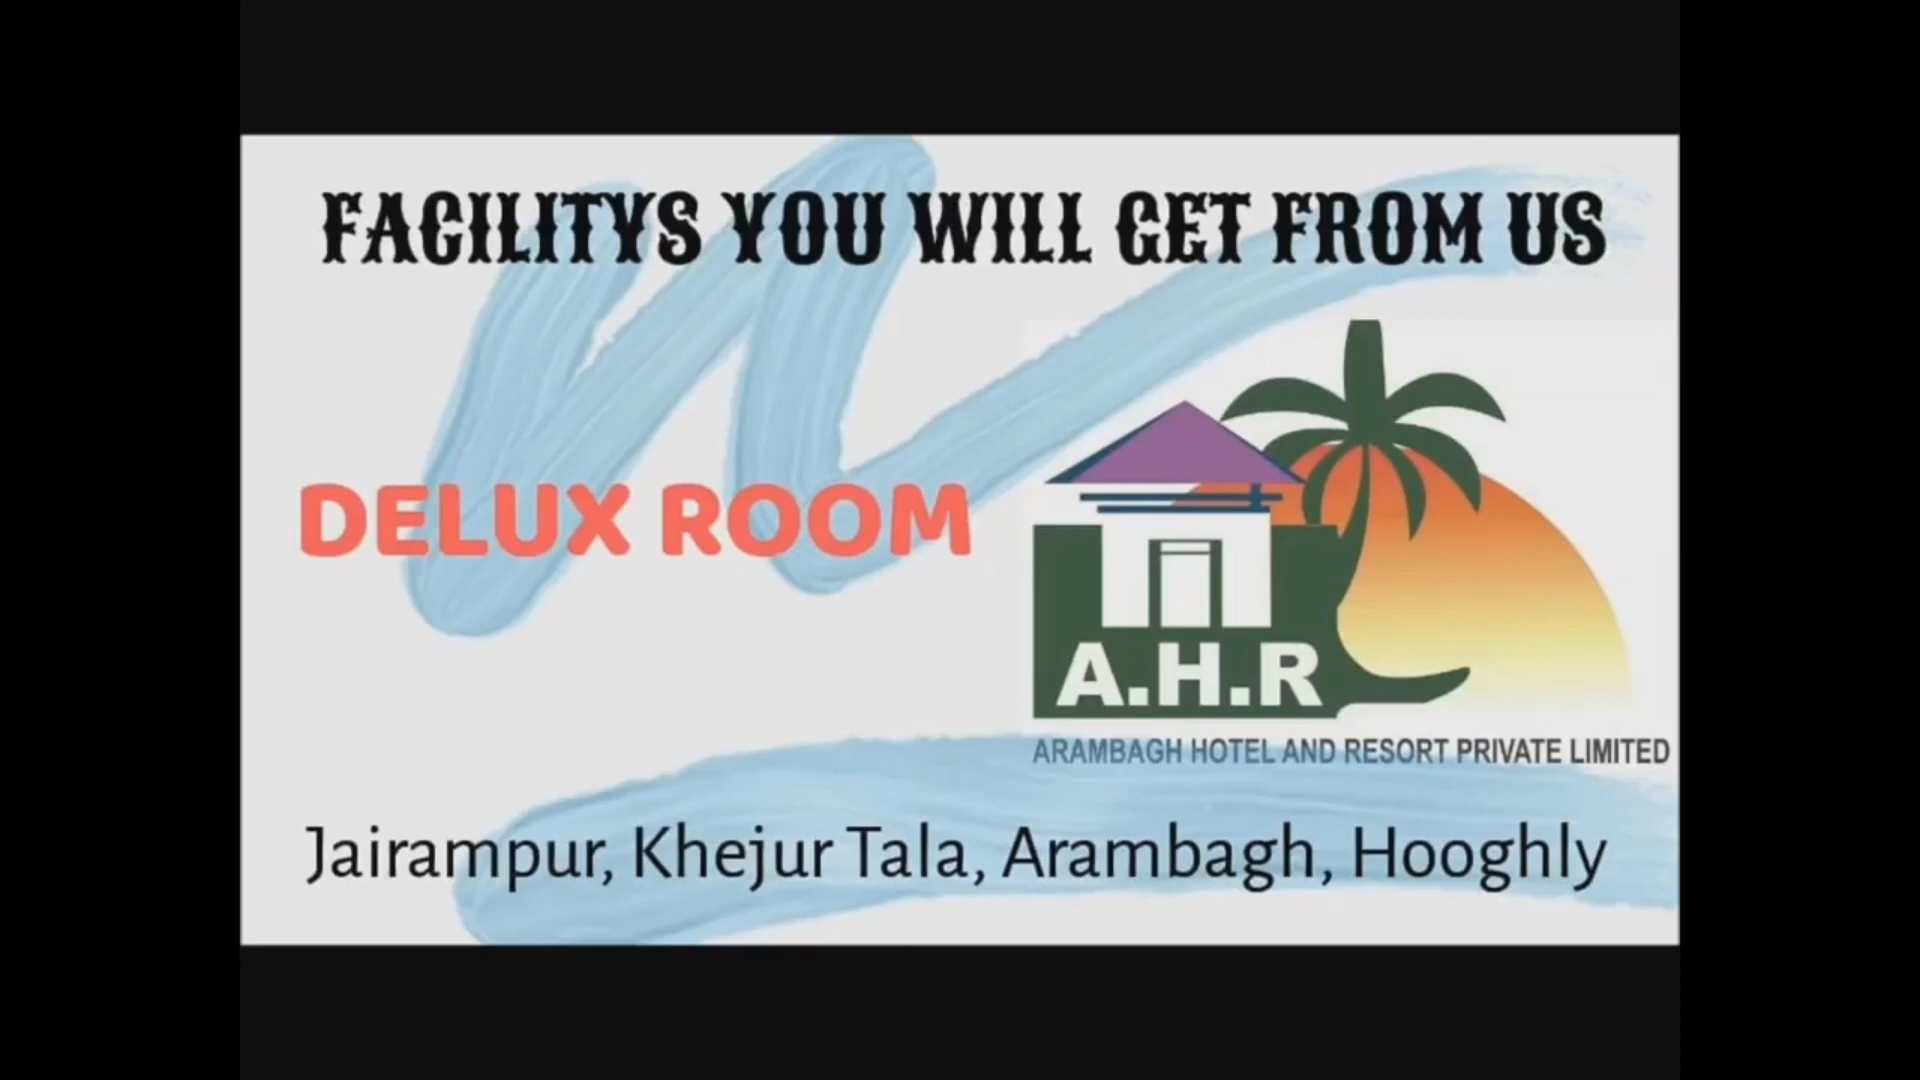 FACILITYS YOU WILL GET FROM US
DELUX ROOM
A.H.R
ARAMBAGH HOTEL AND RESORT PRIVATE LIMITED
Jairampur, Khejur Tala, Arambagh, Hooghly